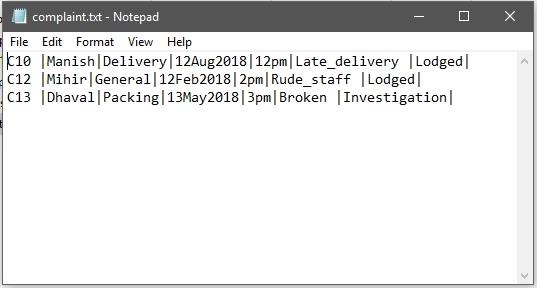 complaint.txt - Notepad
File Edit Format View Help
C10 |Manish|Delivery|12Aug2018|12pm|Late_delivery |Lodged|
C12 |Mihir|General|12Feb2018|2pm|Rude_staff |Lodged|
C13 |Dhaval|Packing|13May2018|3pm|Broken |Investigation|